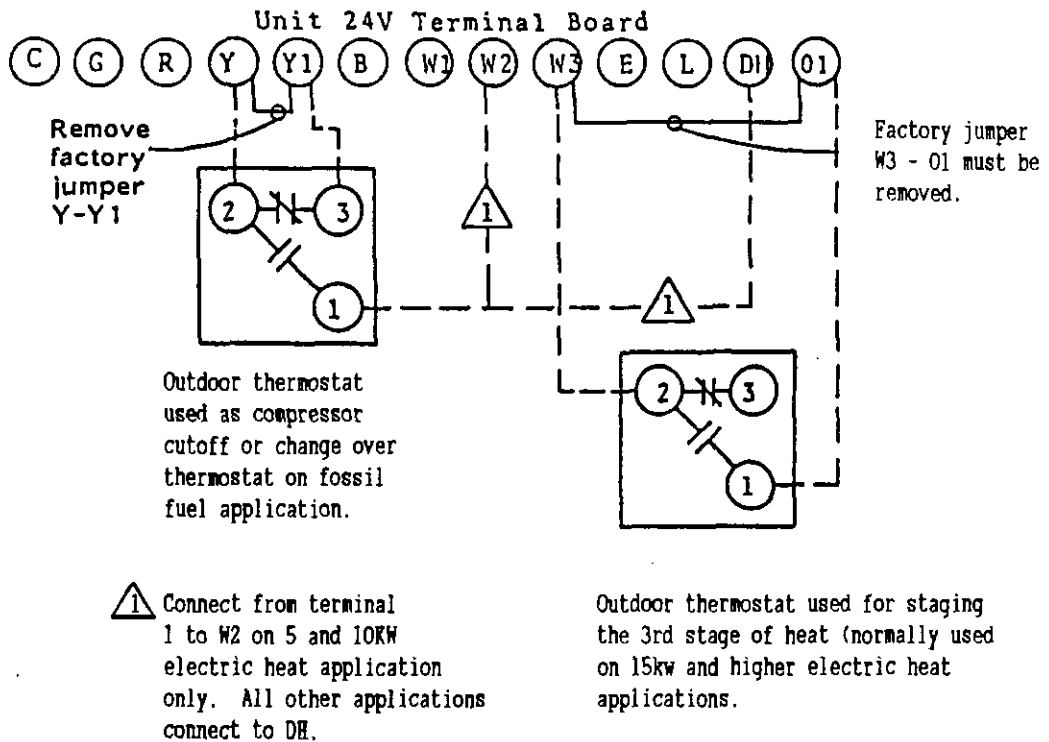 Unit 24V Terminal Board
C G R Y Y1 B W1 W2 W3 E L DH O1
Remove
factory
jumper
Y-Y1
Factory jumper
W3 - O1 must be
removed.
2 3
1
1
1
2 3
1
Outdoor thermostat
used as compressor
cutoff or change over
thermostat on fossil
fuel application.
1 Connect from terminal
1 to W2 on 5 and 10KW
electric heat application
only. All other applications
connect to DH.
Outdoor thermostat used for staging
the 3rd stage of heat (normally used
on 15kw and higher electric heat
applications.